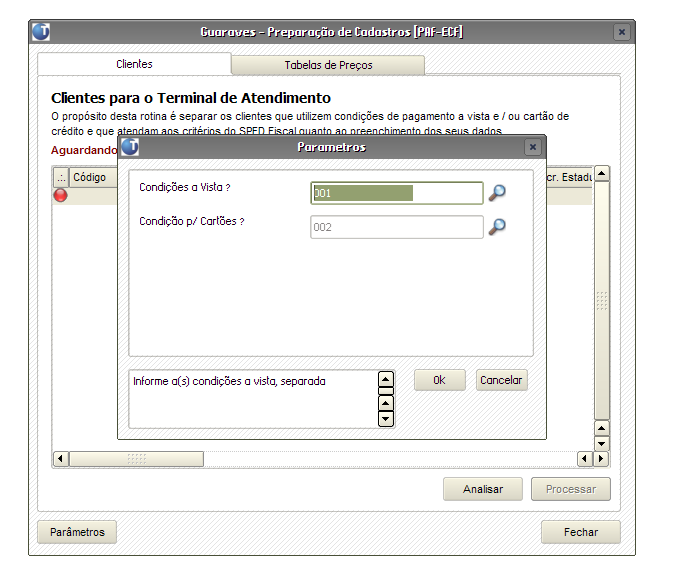 Guaraves - Preparação de Cadastros [PAF-ECF]
Clientes
Tabelas de Preços
Clientes para o Terminal de Atendimento
O propósito desta rotina é separar os clientes que utilizem condições de pagamento a vista e / ou cartão de
crédito e que atendam aos critérios do SPED Fiscal quanto ao preenchimento dos seus dados
Aguardando
.:. Código
cr. Estadu
Parametros
Condições a Vista ?
001
Condição p/ Cartões ?
002
Informe a(s) condições a vista, separada
Ok
Cancelar
Analisar
Processar
Parâmetros
Fechar